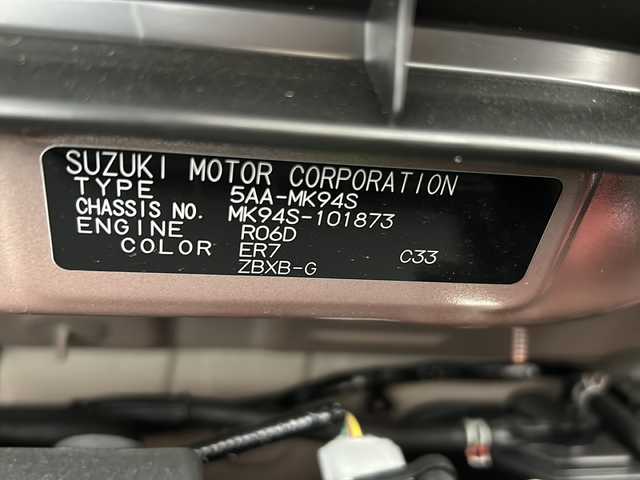 SUZUKI MOTOR CORPORATION
TYPE 5AA-MK94S
CHASSIS NO. MK94S-101873
ENGINE R06D
COLOR ER7 C33
ZBXB-G